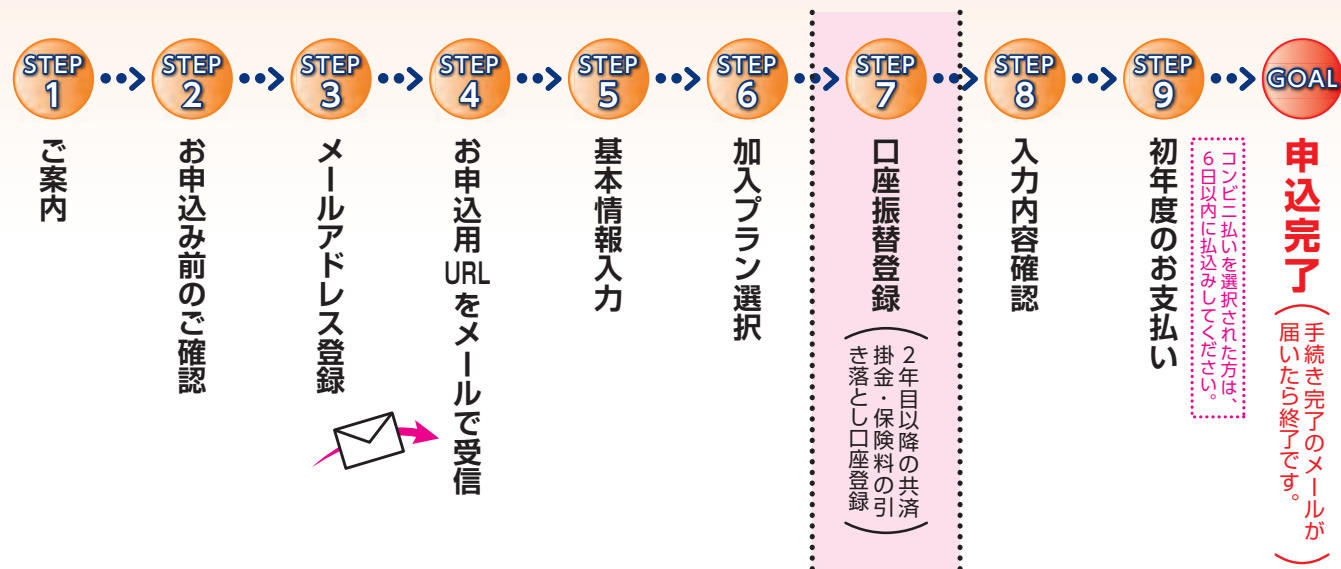 STEP
1
ご案内
STEP
2
お申込み前のご確認
STEP
3
メールアドレス登録
STEP
4
お申込用URLをメールで受信
STEP
5
基本情報入力
STEP
6
加入プラン選択
STEP
7
口座振替登録
（2年目以降の共済
掛金・保険料の引
き落とし口座登録）
STEP
8
入力内容確認
STEP
9
初年度のお支払い
コンビニ払いを選択された方は、
6日以内に払込みしてください。
GOAL
申込完了
（手続き完了のメールが
届いたら終了です。）